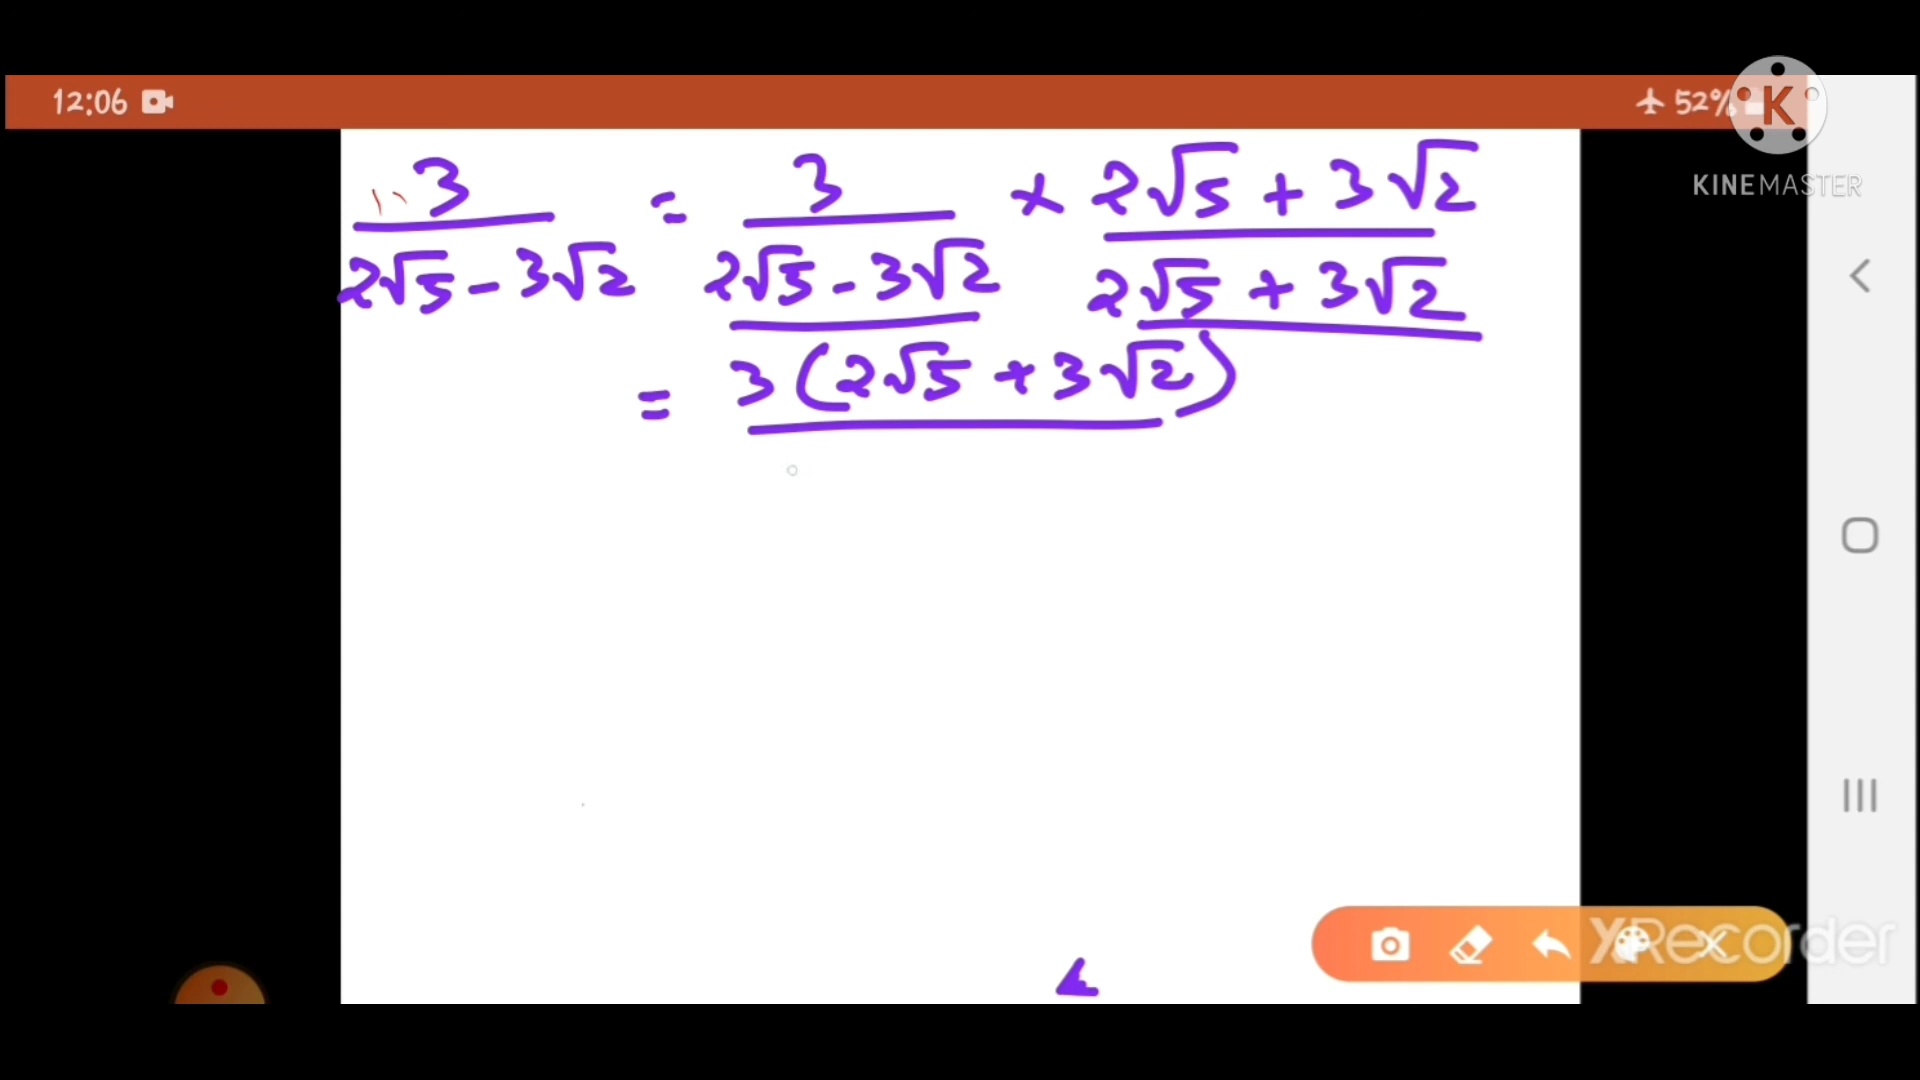 12:06
52%
K
KINEMASTER
3 = 3 × 2√5 + 3√2
2√5 - 3√2 2√5 - 3√2 2√5 + 3√2
= 3 (2√5 + 3√2)
XRecorder